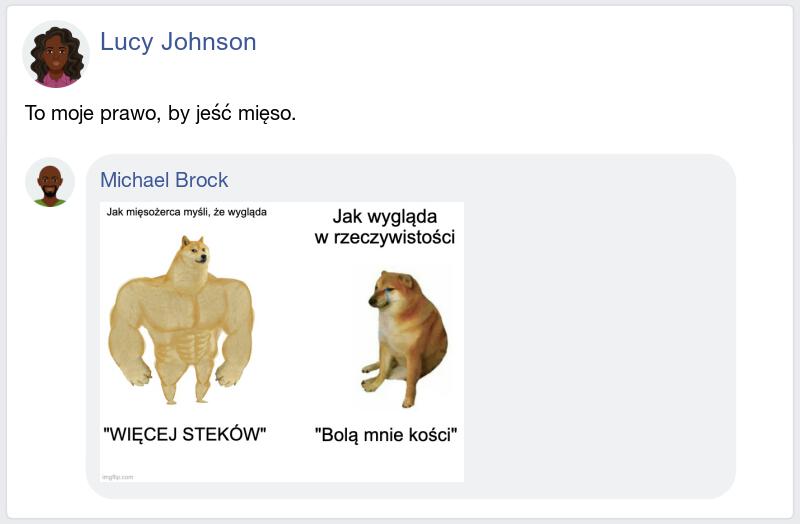 Lucy Johnson
To moje prawo, by jeść mięso.
Michael Brock
Jak mięsożerca myśli, że wygląda
Jak wygląda
w rzeczywistości
"WIĘCEJ STEKÓW"
"Bolą mnie kości"
imgflip.com